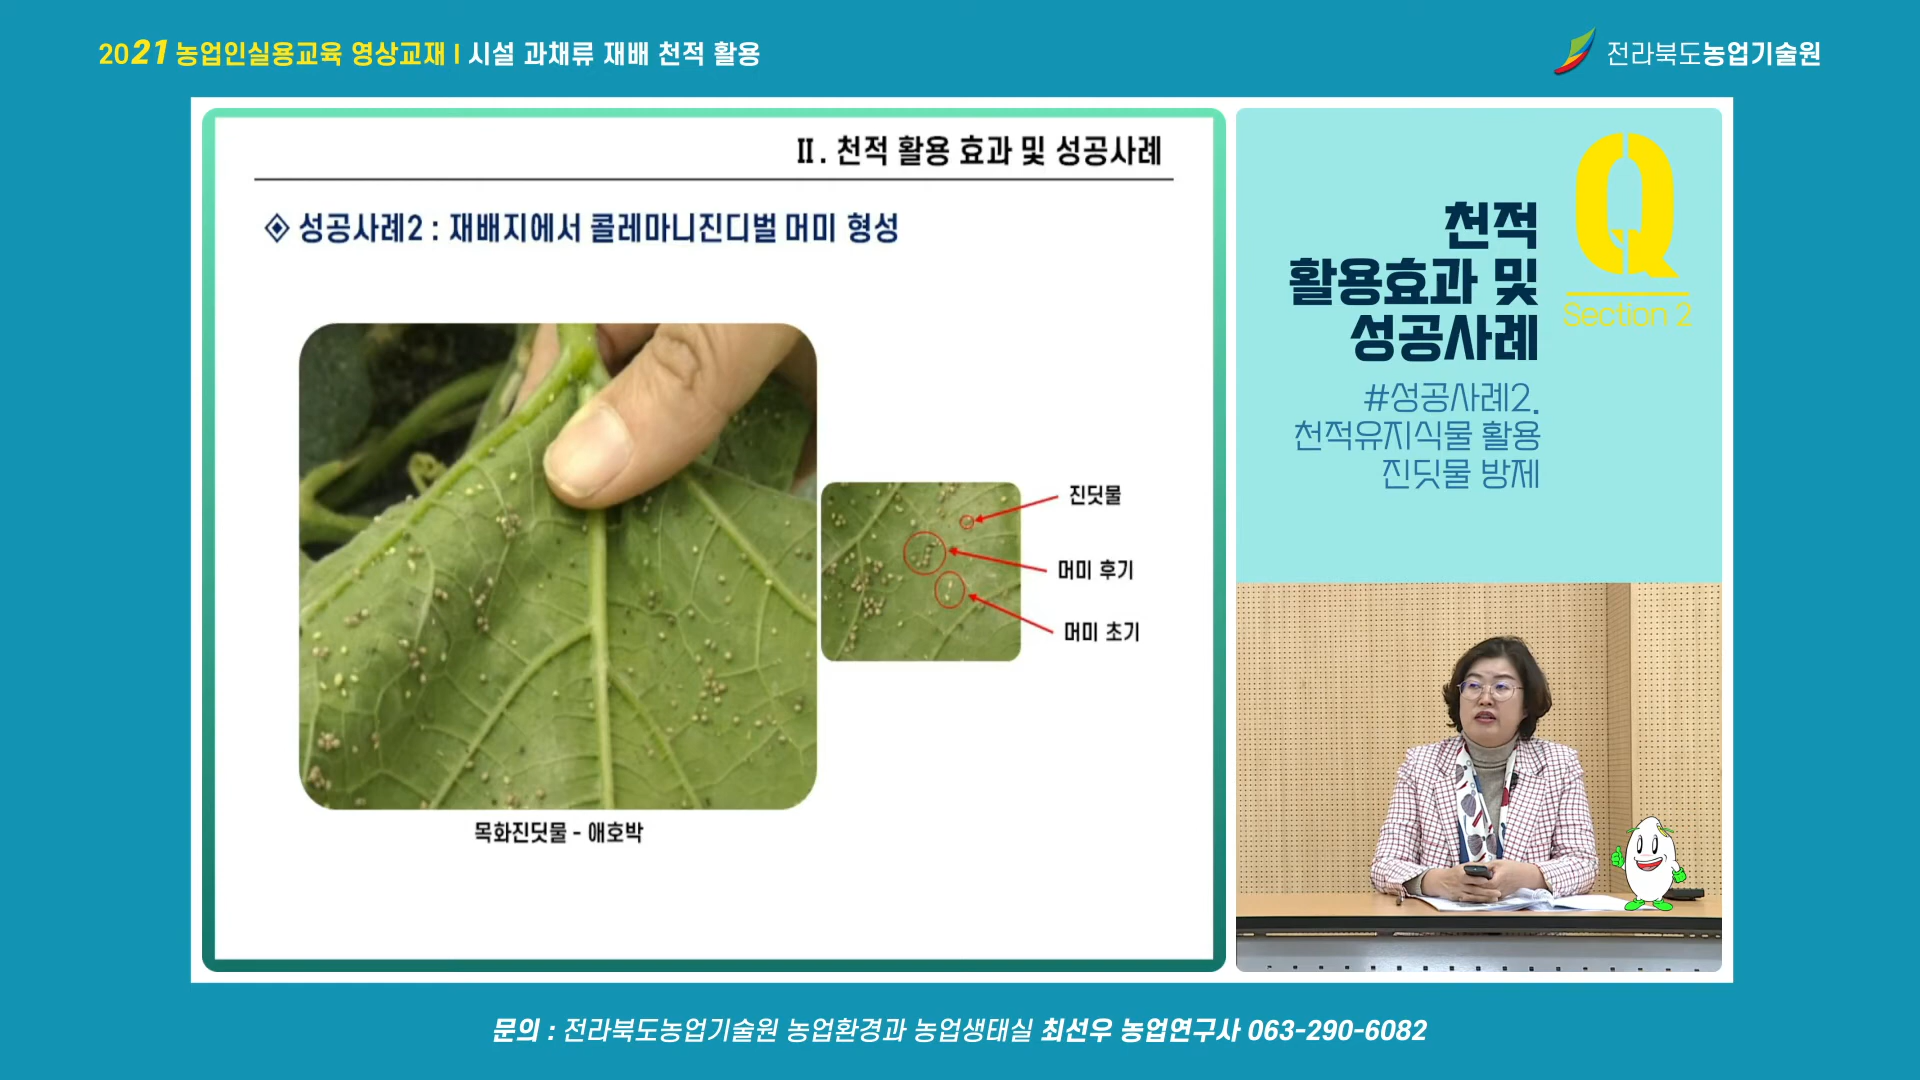 2021 농업인실용교육 영상교재 I 시설 과채류 재배 천적 활용
전라북도농업기술원
Ⅱ. 천적 활용 효과 및 성공사례
성공사례2 : 재배지에서 콜레마니진디벌 머미 형성
진딧물
머미 후기
머미 초기
목화진딧물 - 애호박
Q
Section 2
천적
활용효과 및
성공사례
#성공사례2.
천적유지식물 활용
진딧물 방제
문의 : 전라북도농업기술원 농업환경과 농업생태실 최선우 농업연구사 063-290-6082